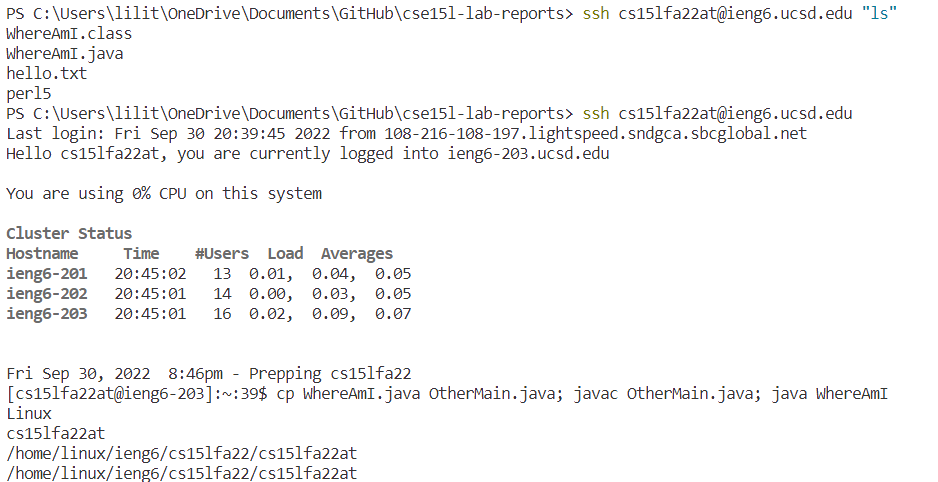 PS C:\Users\lilit\OneDrive\Documents\GitHub\cse15l-lab-reports> ssh cs15lfa22at@ieng6.ucsd.edu "ls"
WhereAmI.class
WhereAmI.java
hello.txt
perl5
PS C:\Users\lilit\OneDrive\Documents\GitHub\cse15l-lab-reports> ssh cs15lfa22at@ieng6.ucsd.edu
Last login: Fri Sep 30 20:39:45 2022 from 108-216-108-197.lightspeed.sndgca.sbcglobal.net
Hello cs15lfa22at, you are currently logged into ieng6-203.ucsd.edu
You are using 0% CPU on this system
Cluster Status
Hostname     Time    #Users  Load  Averages
ieng6-201   20:45:02   13  0.01,  0.04,  0.05
ieng6-202   20:45:01   14  0.00,  0.03,  0.05
ieng6-203   20:45:01   16  0.02,  0.09,  0.07
Fri Sep 30, 2022  8:46pm - Prepping cs15lfa22
[cs15lfa22at@ieng6-203]:~:39$ cp WhereAmI.java OtherMain.java; javac OtherMain.java; java WhereAmI
Linux
cs15lfa22at
/home/linux/ieng6/cs15lfa22/cs15lfa22at
/home/linux/ieng6/cs15lfa22/cs15lfa22at